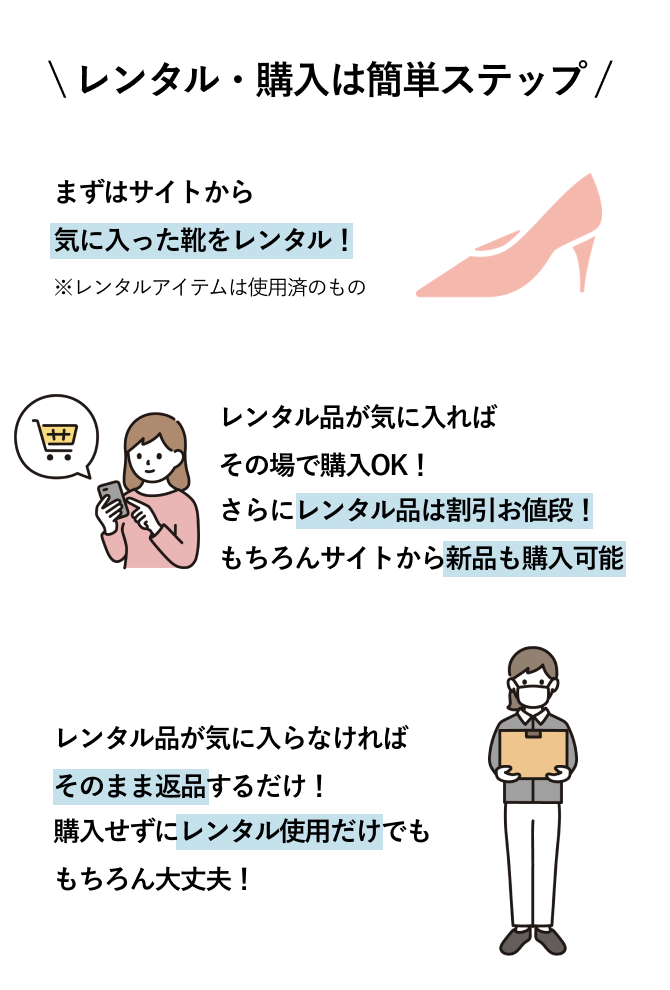 \ レンタル・購入は簡単ステップ /
まずはサイトから
気に入った靴をレンタル！
※レンタルアイテムは使用済のもの
レンタル品が気に入れば
その場で購入OK！
さらにレンタル品は割引お値段！
もちろんサイトから新品も購入可能
レンタル品が気に入らなければ
そのまま返品するだけ！
購入せずにレンタル使用だけでも
もちろん大丈夫！